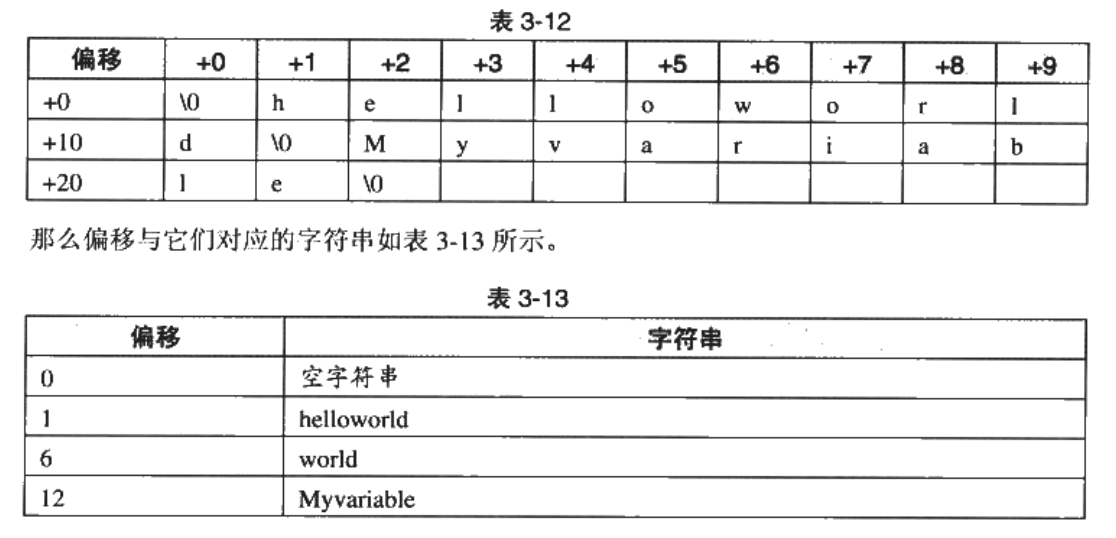 表 3-12
偏移 +0 +1 +2 +3 +4 +5 +6 +7 +8 +9
+0 \0 h e l l o w o r l
+10 d \0 M y v a r i a b
+20 l e \0
那么偏移与它们对应的字符串如表 3-13 所示。
表 3-13
偏移 字符串
0 空字符串
1 helloworld
6 world
12 Myvariable